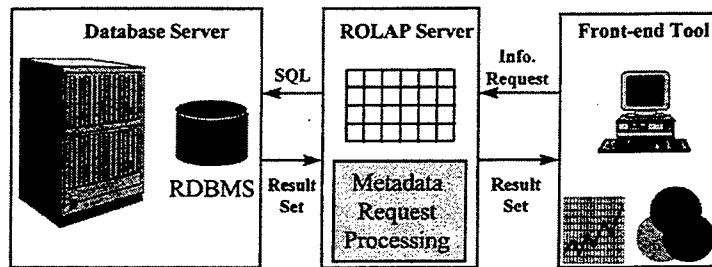 Database Server
RDBMS
SQL
Result
Set
ROLAP Server
Metadata
Request
Processing
Info.
Request
Result
Set
Front-end Tool